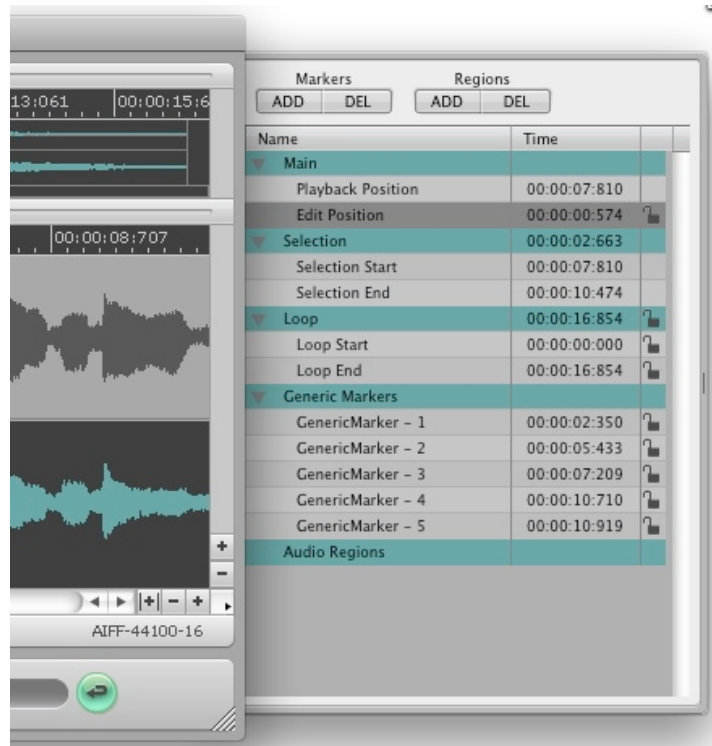 Markers Regions
ADD DEL ADD DEL
Name Time
Main
Playback Position 00:00:07:810
Edit Position 00:00:00:574
Selection 00:00:02:663
Selection Start 00:00:07:810
Selection End 00:00:10:474
Loop 00:00:16:854
Loop Start 00:00:00:000
Loop End 00:00:16:854
Generic Markers
GenericMarker – 1 00:00:02:350
GenericMarker – 2 00:00:05:433
GenericMarker – 3 00:00:07:209
GenericMarker – 4 00:00:10:710
GenericMarker – 5 00:00:10:919
Audio Regions
13:061 00:00:15:6
00:00:08:707
AIFF-44100-16